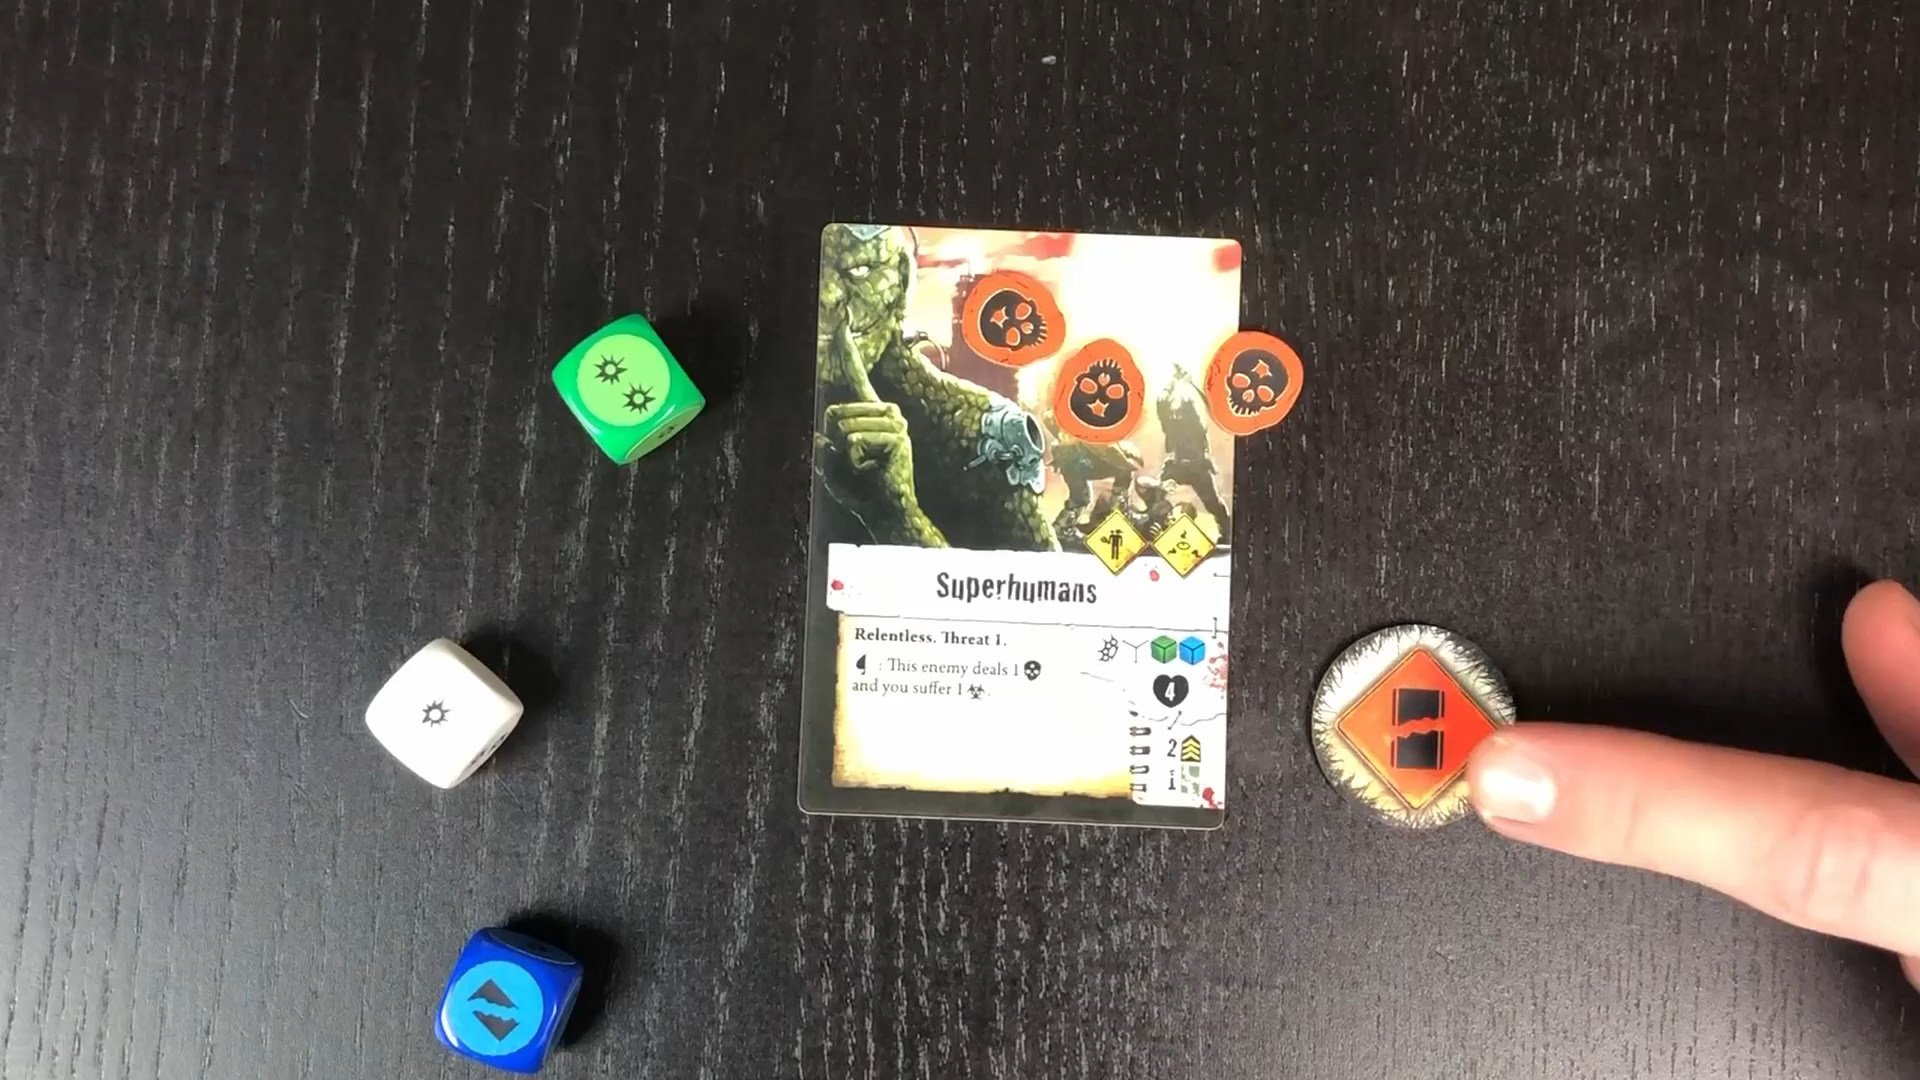 Superhumans
Relentless. Threat 1.
: This enemy deals 1
and you suffer 1 .
4
2
1